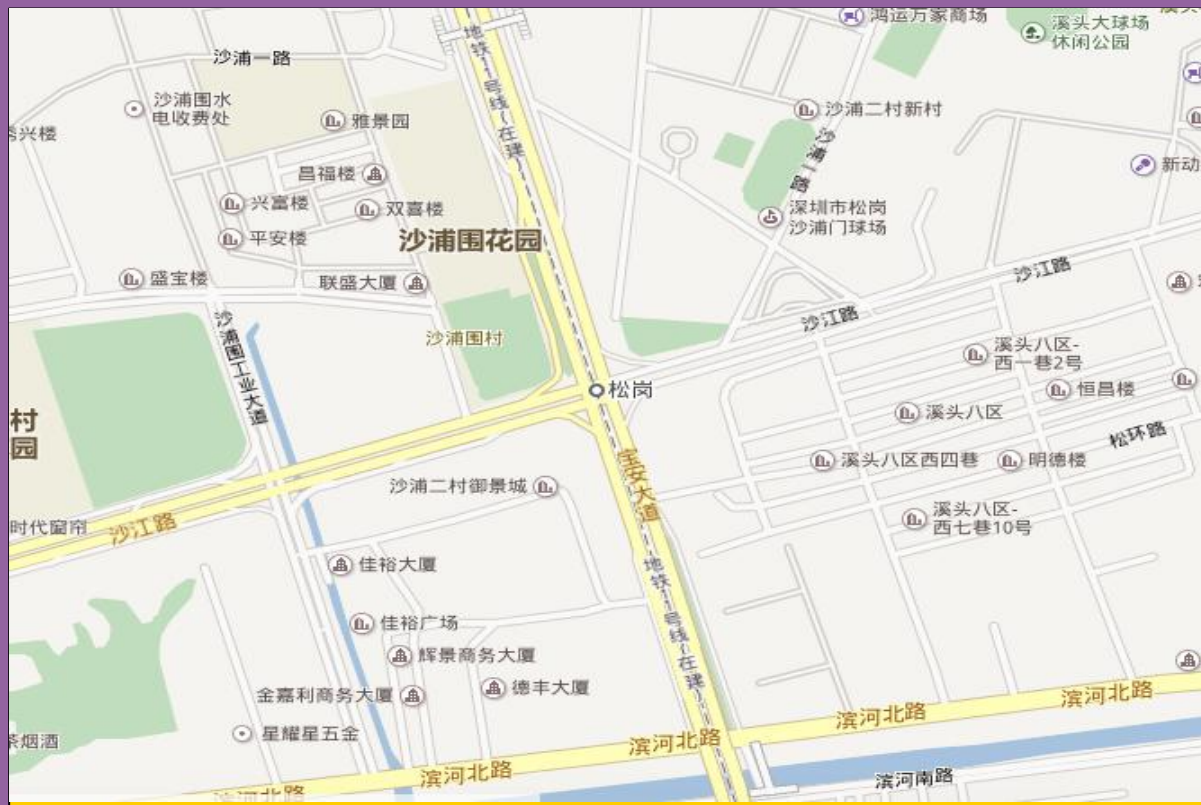 鸿运万家商场
溪头大球场
休闲公园
沙浦一路
地铁11号线(在建)
沙浦围水
电收费处
雅景园
沙浦二村新村
秀兴楼
沙浦一路
新动
昌福楼
兴富楼
双喜楼
深圳市松岗
沙浦门球场
平安楼
沙浦围花园
盛宝楼
联盛大厦
沙江路
沙江路
沙浦围工业大道
沙浦围村
溪头八区-
西一巷2号
松岗
恒昌楼
村
园
溪头八区
松环路
宝安大道
溪头八区西四巷
明德楼
沙浦二村御景城
时代窗帘
沙江路
溪头八区-
西七巷10号
佳裕大厦
地铁11号线(在建)
佳裕广场
辉景商务大厦
金嘉利商务大厦
德丰大厦
滨河北路
滨河北路
茶烟酒
星耀星五金
滨河北路
滨河北路
滨河南路
滨河北路